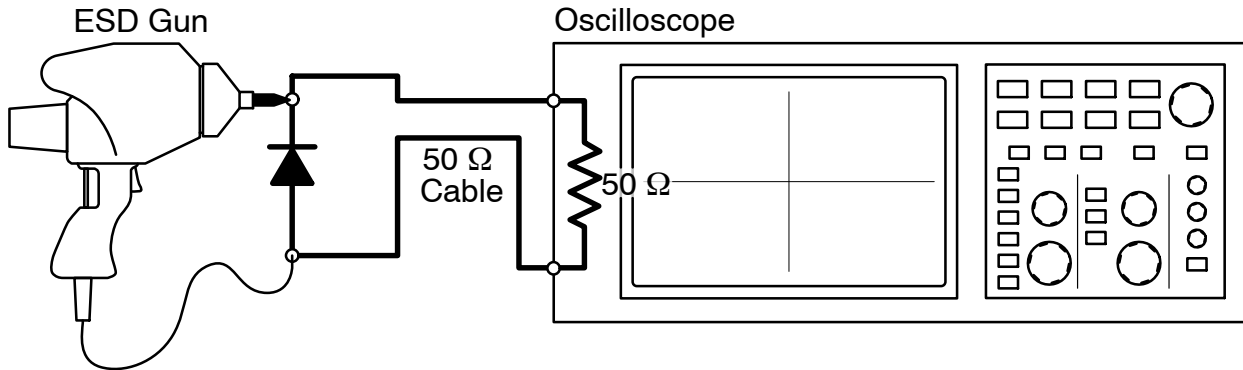 ESD Gun
Oscilloscope
50 Ω
Cable
50 Ω